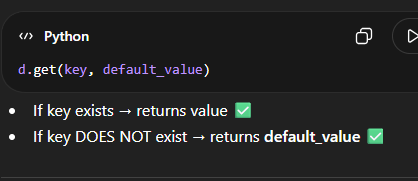 Python
d.get(key, default_value)
• If key exists → returns value ✅
• If key DOES NOT exist → returns default_value ✅